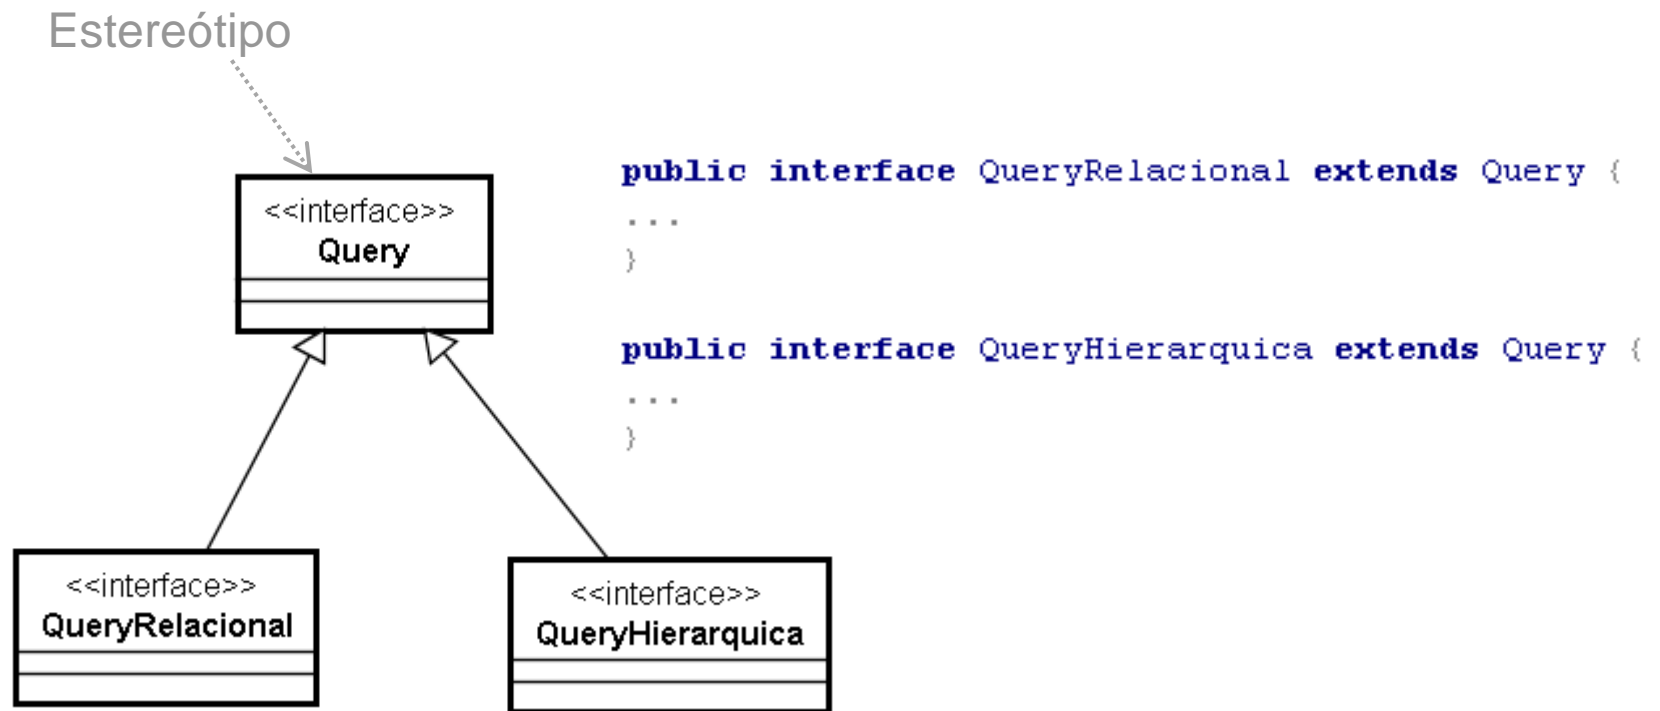 Estereótipo
<<interface>>
Query
public interface QueryRelacional extends Query {
...
}
public interface QueryHierarquica extends Query {
...
}
<<interface>>
QueryRelacional
<<interface>>
QueryHierarquica